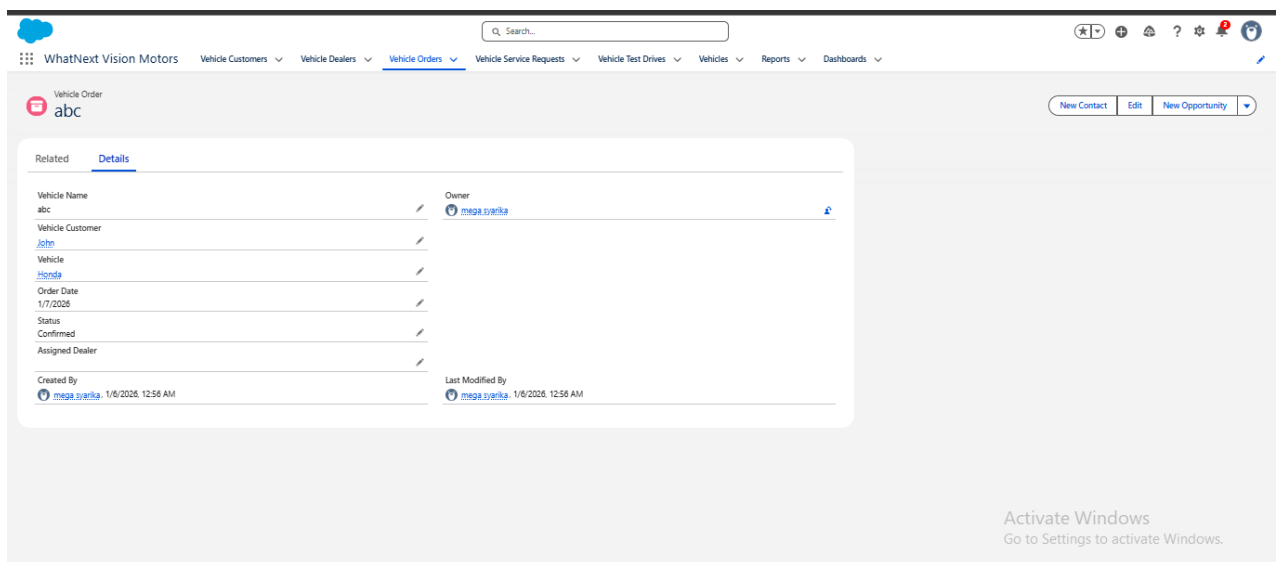 Search...
2
WhatNext Vision Motors Vehicle Customers Vehicle Dealers Vehicle Orders Vehicle Service Requests Vehicle Test Drives Vehicles Reports Dashboards
Vehicle Order
abc
New Contact Edit New Opportunity
Related Details
Vehicle Name
abc
Owner
mega syarika
Vehicle Customer
John
Vehicle
Honda
Order Date
1/7/2026
Status
Confirmed
Assigned Dealer
Created By
mega syarika, 1/6/2026, 12:56 AM
Last Modified By
mega syarika, 1/6/2026, 12:56 AM
Activate Windows
Go to Settings to activate Windows.